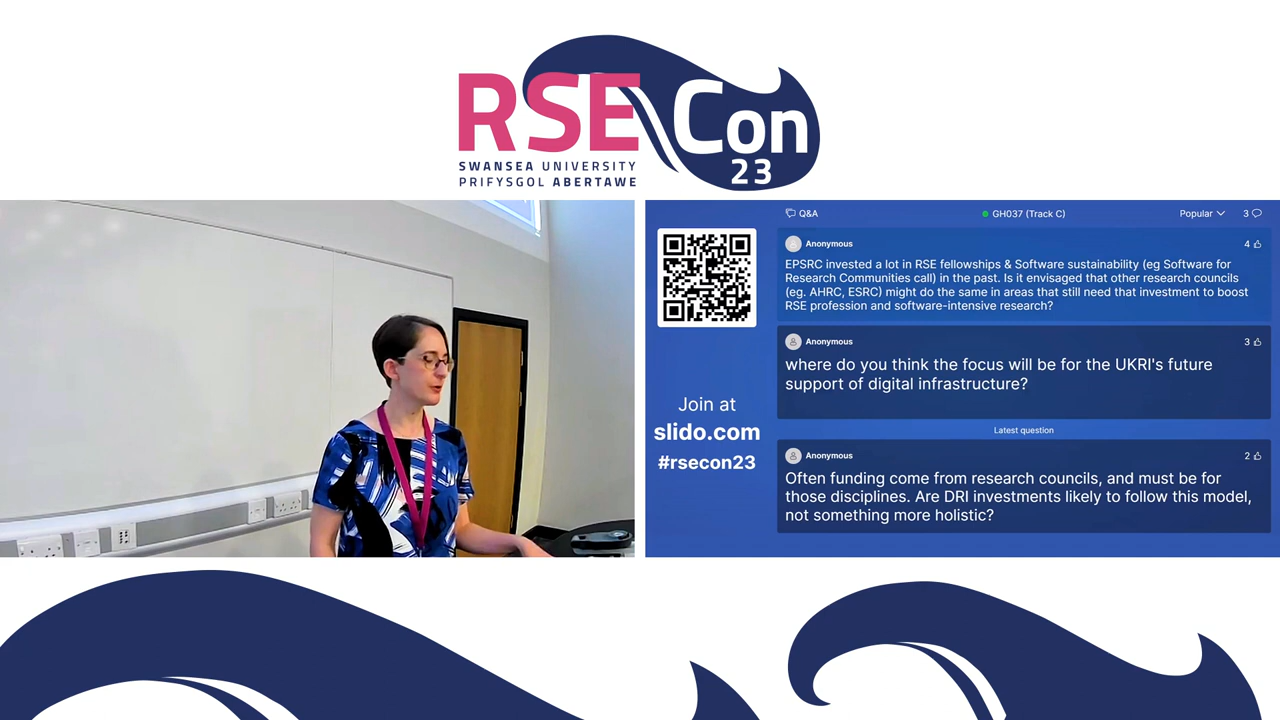 RSE Con
SWANSEA UNIVERSITY
PRIFYSGOL ABERTAWE
23
Q&A
GH037 (Track C)
Popular
3
Anonymous
4
EPSRC invested a lot in RSE fellowships & Software sustainability (eg Software for
Research Communities call) in the past. Is it envisaged that other research councils
(eg. AHRC, ESRC) might do the same in areas that still need that investment to boost
RSE profession and software-intensive research?
Anonymous
3
where do you think the focus will be for the UKRI's future
support of digital infrastructure?
Join at
slido.com
#rsecon23
Latest question
Anonymous
2
Often funding come from research councils, and must be for
those disciplines. Are DRI investments likely to follow this model,
not something more holistic?